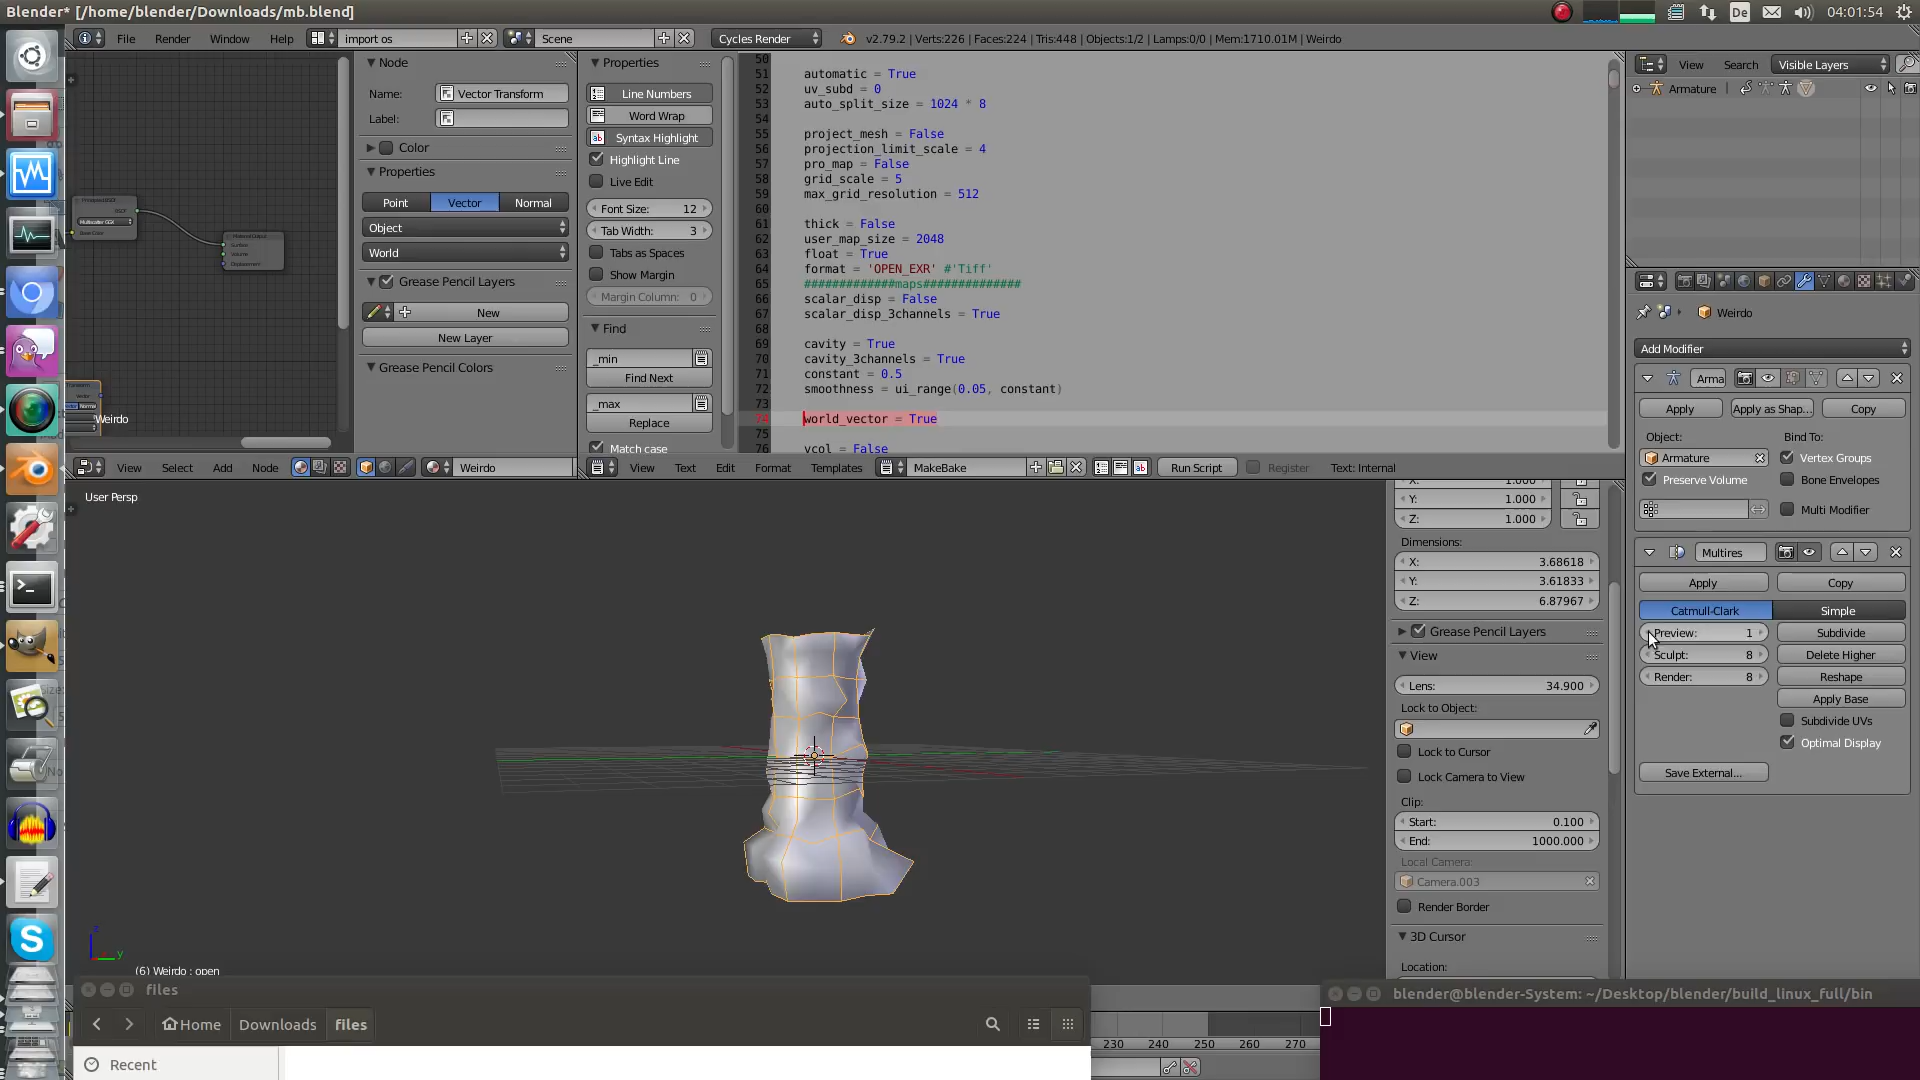 Blender* [/home/blender/Downloads/mb.blend]
De
04:01:54
File Render Window Help
import os
Scene
Cycles Render
v2.79.2 | Verts:226 | Faces:224 | Tris:448 | Objects:1/2 | Lamps:0/0 | Mem:1710.01M | Weirdo
Node
Name: Vector Transform
Label:
Color
Properties
Point Vector Normal
Object
World
Grease Pencil Layers
New
New Layer
Grease Pencil Colors
Weirdo
View Select Add Node
Weirdo
Properties
Line Numbers
Word Wrap
Syntax Highlight
Highlight Line
Live Edit
Font Size: 12
Tab Width: 3
Tabs as Spaces
Show Margin
Margin Column: 0
Find
_min
Find Next
_max
Replace
Match case
50
51 automatic = True
52 uv_subd = 0
53 auto_split_size = 1024 * 8
54
55 project_mesh = False
56 projection_limit_scale = 4
57 pro_map = False
58 grid_scale = 5
59 max_grid_resolution = 512
60
61 thick = False
62 user_map_size = 2048
63 float = True
64 format = 'OPEN_EXR' #'Tiff'
65 #############maps##############
66 scalar_disp = False
67 scalar_disp_3channels = True
68
69 cavity = True
70 cavity_3channels = True
71 constant = 0.5
72 smoothness = ui_range(0.05, constant)
73
74 world_vector = True
75
76 vcol = False
View Text Edit Format Templates
MakeBake
Run Script
Register
Text: Internal
View Search Visible Layers
Armature
Weirdo
Add Modifier
Arma
Apply Apply as Shap... Copy
Object: Bind To:
Armature Vertex Groups
Preserve Volume Bone Envelopes
Multi Modifier
Multires
Apply Copy
Catmull-Clark Simple
Preview: 1 Subdivide
Sculpt: 8 Delete Higher
Render: 8 Reshape
Apply Base
Subdivide UVs
Optimal Display
Save External...
User Persp
z
y
(6) Weirdo : open
X: 1.000
Y: 1.000
Z: 1.000
Dimensions:
X: 3.68618
Y: 3.61833
Z: 6.87967
Grease Pencil Layers
View
Lens: 34.900
Lock to Object:
Lock to Cursor
Lock Camera to View
Clip:
Start: 0.100
End: 1000.000
Local Camera:
Camera.003
Render Border
3D Cursor
Location:
files
Home Downloads files
Recent
230 240 250 260 270
blender@blender-System: ~/Desktop/blender/build_linux_full/bin